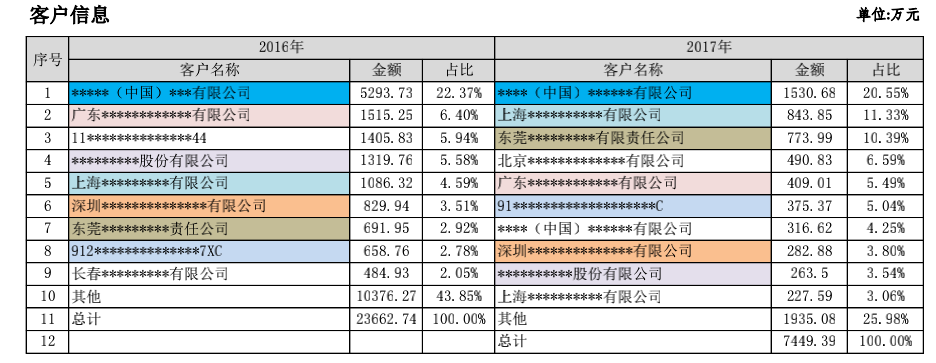 客户信息 单位:万元
序号 2016年 2017年
客户名称 金额 占比 客户名称 金额 占比
1 *****（中国）***有限公司 5293.73 22.37% ****（中国）******有限公司 1530.68 20.55%
2 广东*************有限公司 1515.25 6.40% 上海**********有限公司 843.85 11.33%
3 11**************44 1405.83 5.94% 东莞*********有限责任公司 773.99 10.39%
4 *********股份有限公司 1319.76 5.58% 北京*************有限公司 490.83 6.59%
5 上海*********有限公司 1086.32 4.59% 广东*********有限公司 409.01 5.49%
6 深圳**************有限公司 829.94 3.51% 91*******************C 375.37 5.04%
7 东莞*********责任公司 691.95 2.92% ****（中国）******有限公司 316.62 4.25%
8 912**************7XC 658.76 2.78% 深圳**************有限公司 282.88 3.80%
9 长春*********有限公司 484.93 2.05% **********股份有限公司 263.5 3.54%
10 其他 10376.27 43.85% 上海**********有限公司 227.59 3.06%
11 总计 23662.74 100.00% 其他 1935.08 25.98%
12 总计 7449.39 100.00%